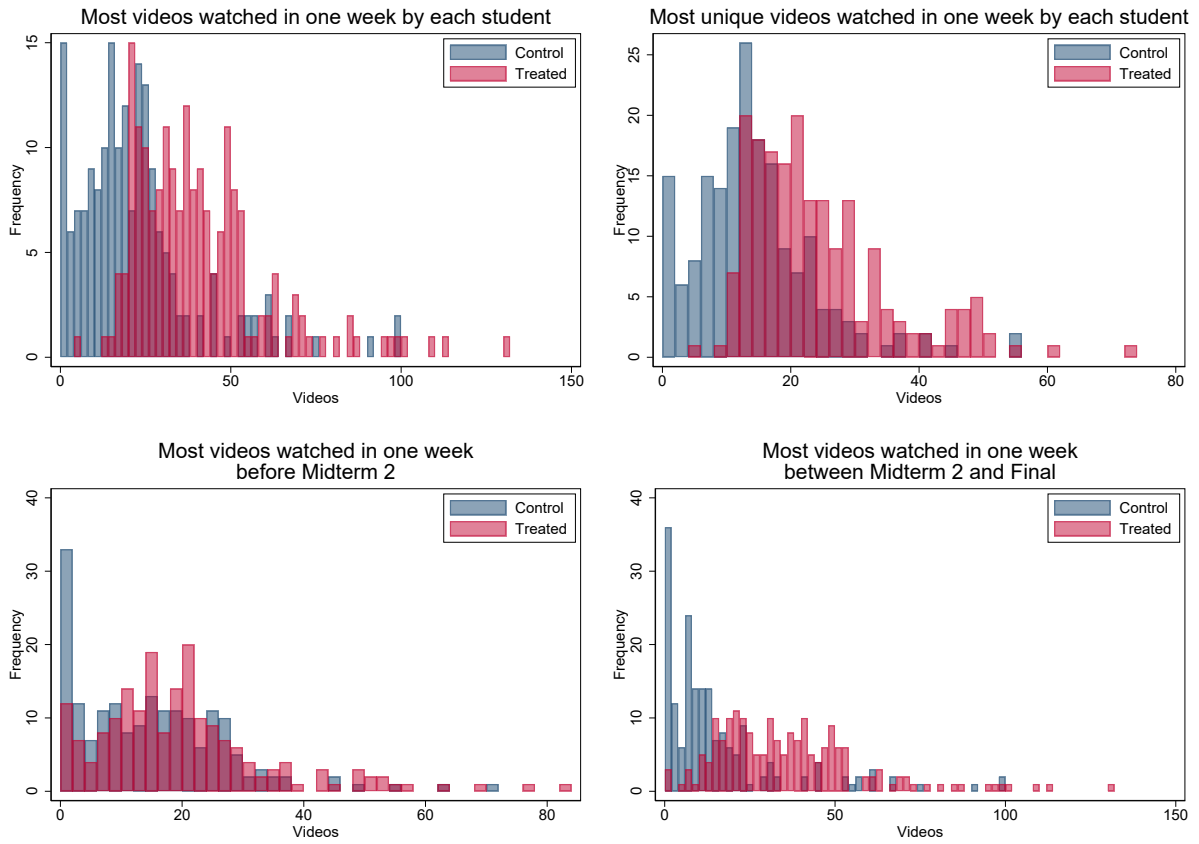 Most videos watched in one week by each student
Control
Treated
Frequency
0
5
10
15
0
50
100
150
Videos
Most unique videos watched in one week by each student
Control
Treated
Frequency
0
5
10
15
20
25
0
20
40
60
80
Videos
Most videos watched in one week
before Midterm 2
Control
Treated
Frequency
0
10
20
30
40
0
20
40
60
80
Videos
Most videos watched in one week
between Midterm 2 and Final
Control
Treated
Frequency
0
10
20
30
40
0
50
100
150
Videos